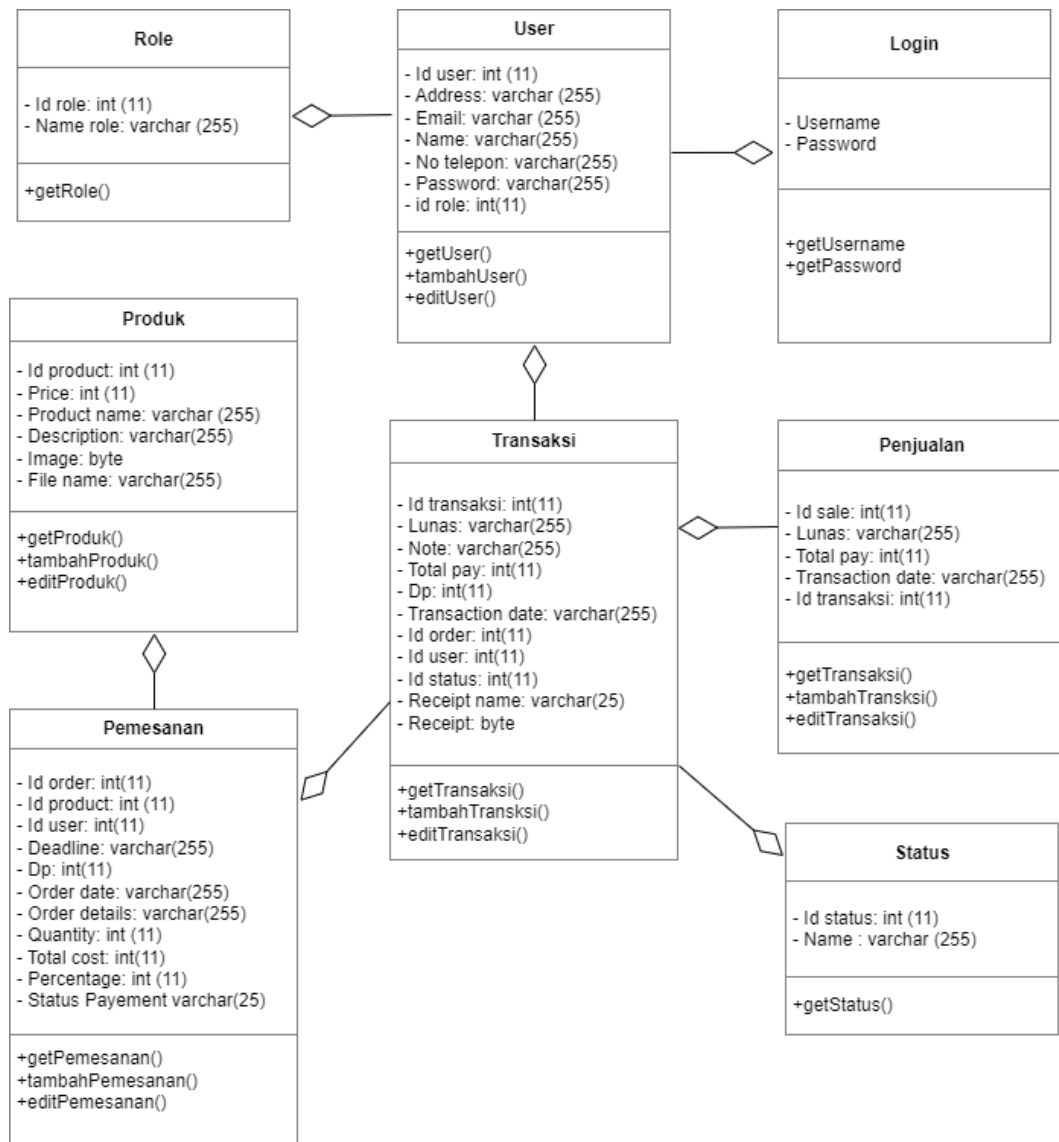 Role
- Id role: int (11)
- Name role: varchar (255)
+getRole()
User
- Id user: int (11)
- Address: varchar (255)
- Email: varchar (255)
- Name: varchar(255)
- No telepon: varchar(255)
- Password: varchar(255)
- id role: int(11)
+getUser()
+tambahUser()
+editUser()
Login
- Username
- Password
+getUsername
+getPassword
Produk
- Id product: int (11)
- Price: int (11)
- Product name: varchar (255)
- Description: varchar(255)
- Image: byte
- File name: varchar(255)
+getProduk()
+tambahProduk()
+editProduk()
Transaksi
- Id transaksi: int(11)
- Lunas: varchar(255)
- Note: varchar(255)
- Total pay: int(11)
- Dp: int(11)
- Transaction date: varchar(255)
- Id order: int(11)
- Id user: int(11)
- Id status: int(11)
- Receipt name: varchar(25)
- Receipt: byte
+getTransaksi()
+tambahTransksi()
+editTransaksi()
Penjualan
- Id sale: int(11)
- Lunas: varchar(255)
- Total pay: int(11)
- Transaction date: varchar(255)
- Id transaksi: int(11)
+getTransaksi()
+tambahTransksi()
+editTransaksi()
Pemesanan
- Id order: int(11)
- Id product: int (11)
- Id user: int(11)
- Deadline: varchar(255)
- Dp: int(11)
- Order date: varchar(255)
- Order details: varchar(255)
- Quantity: int (11)
- Total cost: int(11)
- Percentage: int (11)
- Status Payement varchar(25)
+getPemesanan()
+tambahPemesanan()
+editPemesanan()
Status
- Id status: int (11)
- Name : varchar (255)
+getStatus()